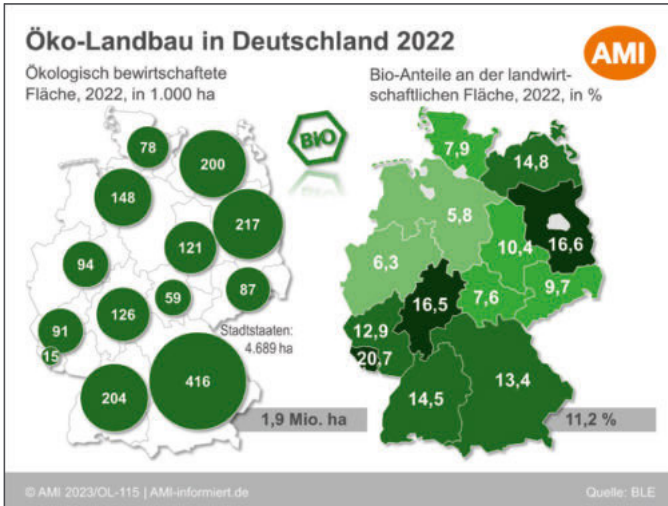 Öko-Landbau in Deutschland 2022
AMI
Ökologisch bewirtschaftete
Fläche, 2022, in 1.000 ha
Bio-Anteile an der landwirt-
schaftlichen Fläche, 2022, in %
BIO
78
200
148
217
121
94
87
59
126
91
15
Stadtstaaten:
4.689 ha
416
204
1,9 Mio. ha
7,9
14,8
5,8
16,6
10,4
6,3
9,7
7,6
16,5
12,9
20,7
13,4
14,5
11,2 %
© AMI 2023/OL-115 | AMI-informiert.de
Quelle: BLE